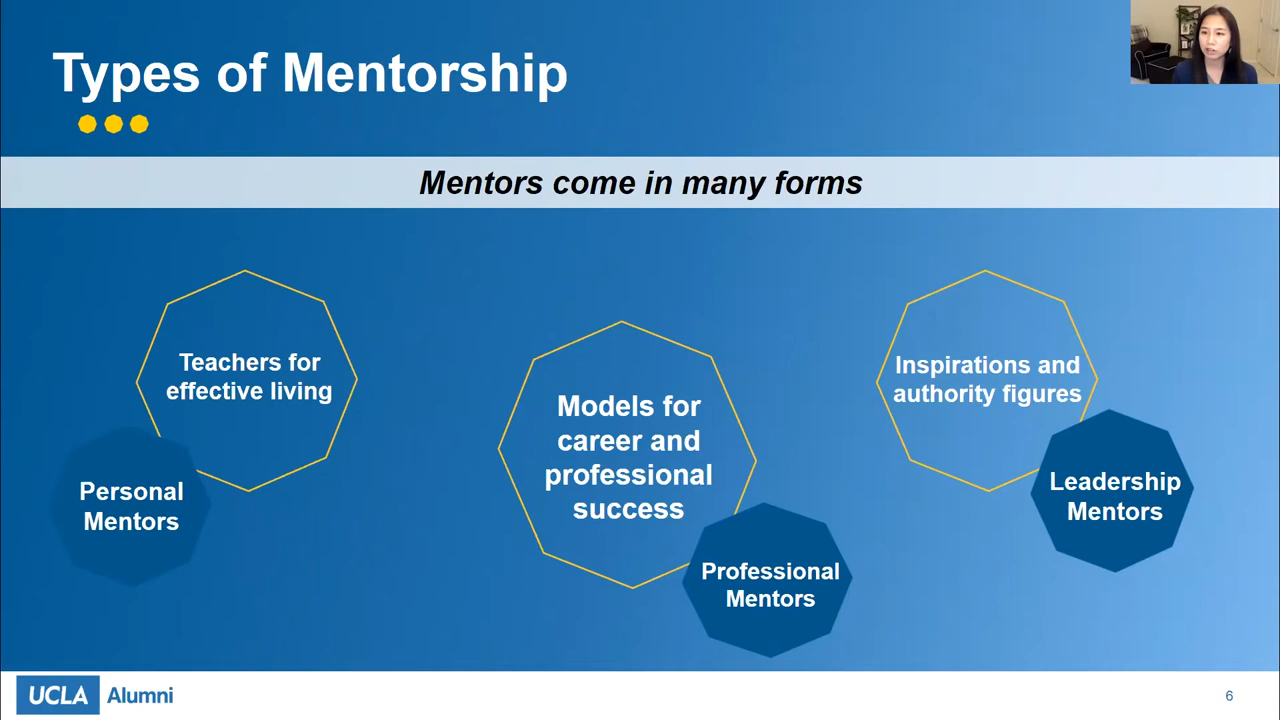 Types of Mentorship
Mentors come in many forms
Teachers for
effective living
Personal
Mentors
Models for
career and
professional
success
Professional
Mentors
Inspirations and
authority figures
Leadership
Mentors
UCLA Alumni
6